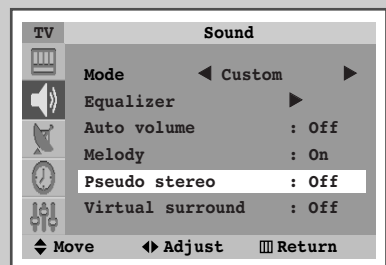 TV Sound
Mode Custom
Equalizer
Auto volume : Off
Melody : On
Pseudo stereo : Off
Virtual surround : Off
Move Adjust Return